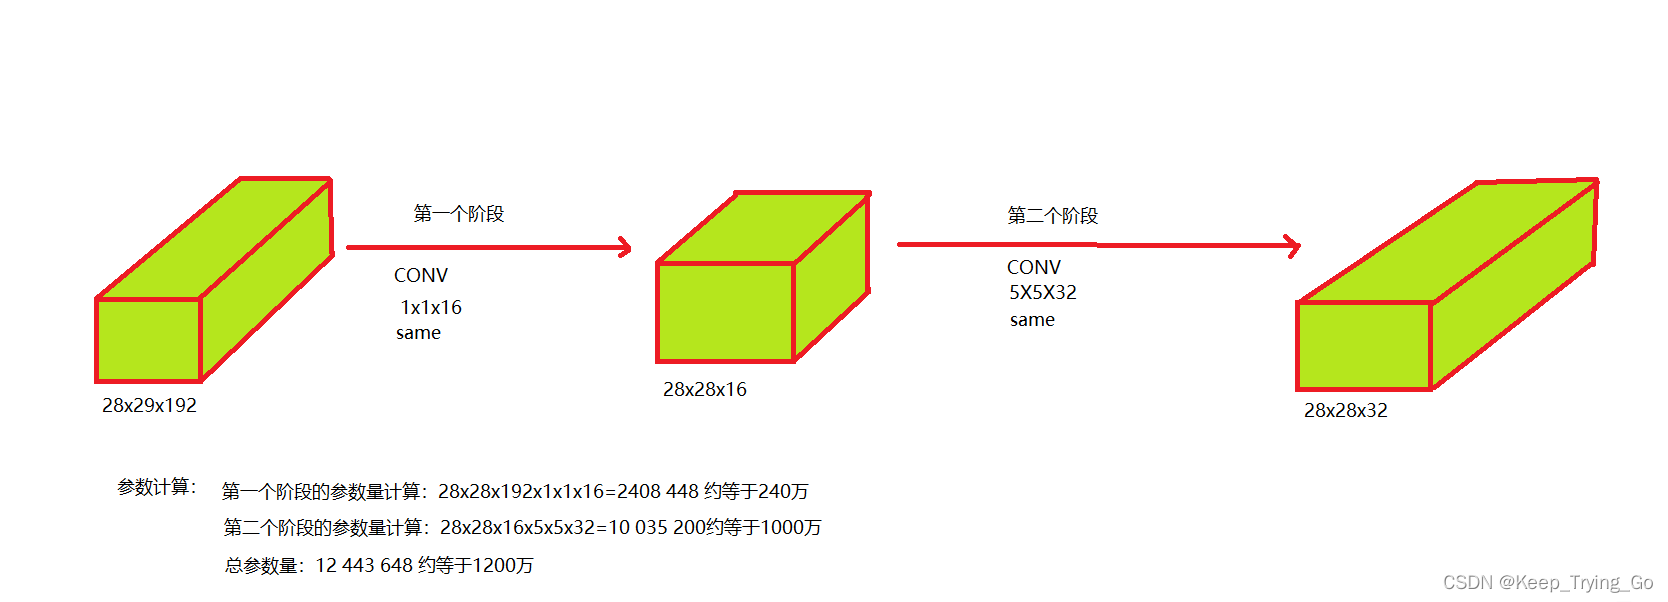 第一个阶段
CONV
1x1x16
same
第二个阶段
CONV
5X5X32
same
28x29x192
28x28x16
28x28x32
参数计算：
第一个阶段的参数量计算：28x28x192x1x1x16=2408 448 约等于240万
第二个阶段的参数量计算：28x28x16x5x5x32=10 035 200约等于1000万
总参数量：12 443 648 约等于1200万
CSDN @Keep_Trying_Go